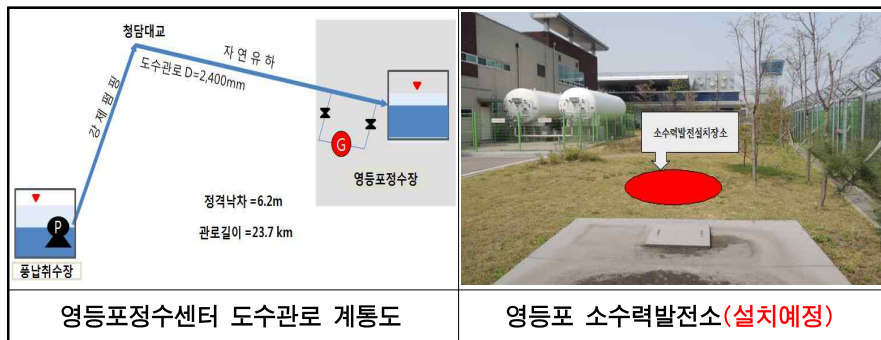 청담대교
자연유하
도수관로 D=2,400mm
강제펌핑
G
영등포정수장
정격낙차 =6.2m
관로길이 =23.7 km
P
풍납취수장
소수력발전설치장소
영등포정수센터 도수관로 계통도
영등포 소수력발전소(설치예정)